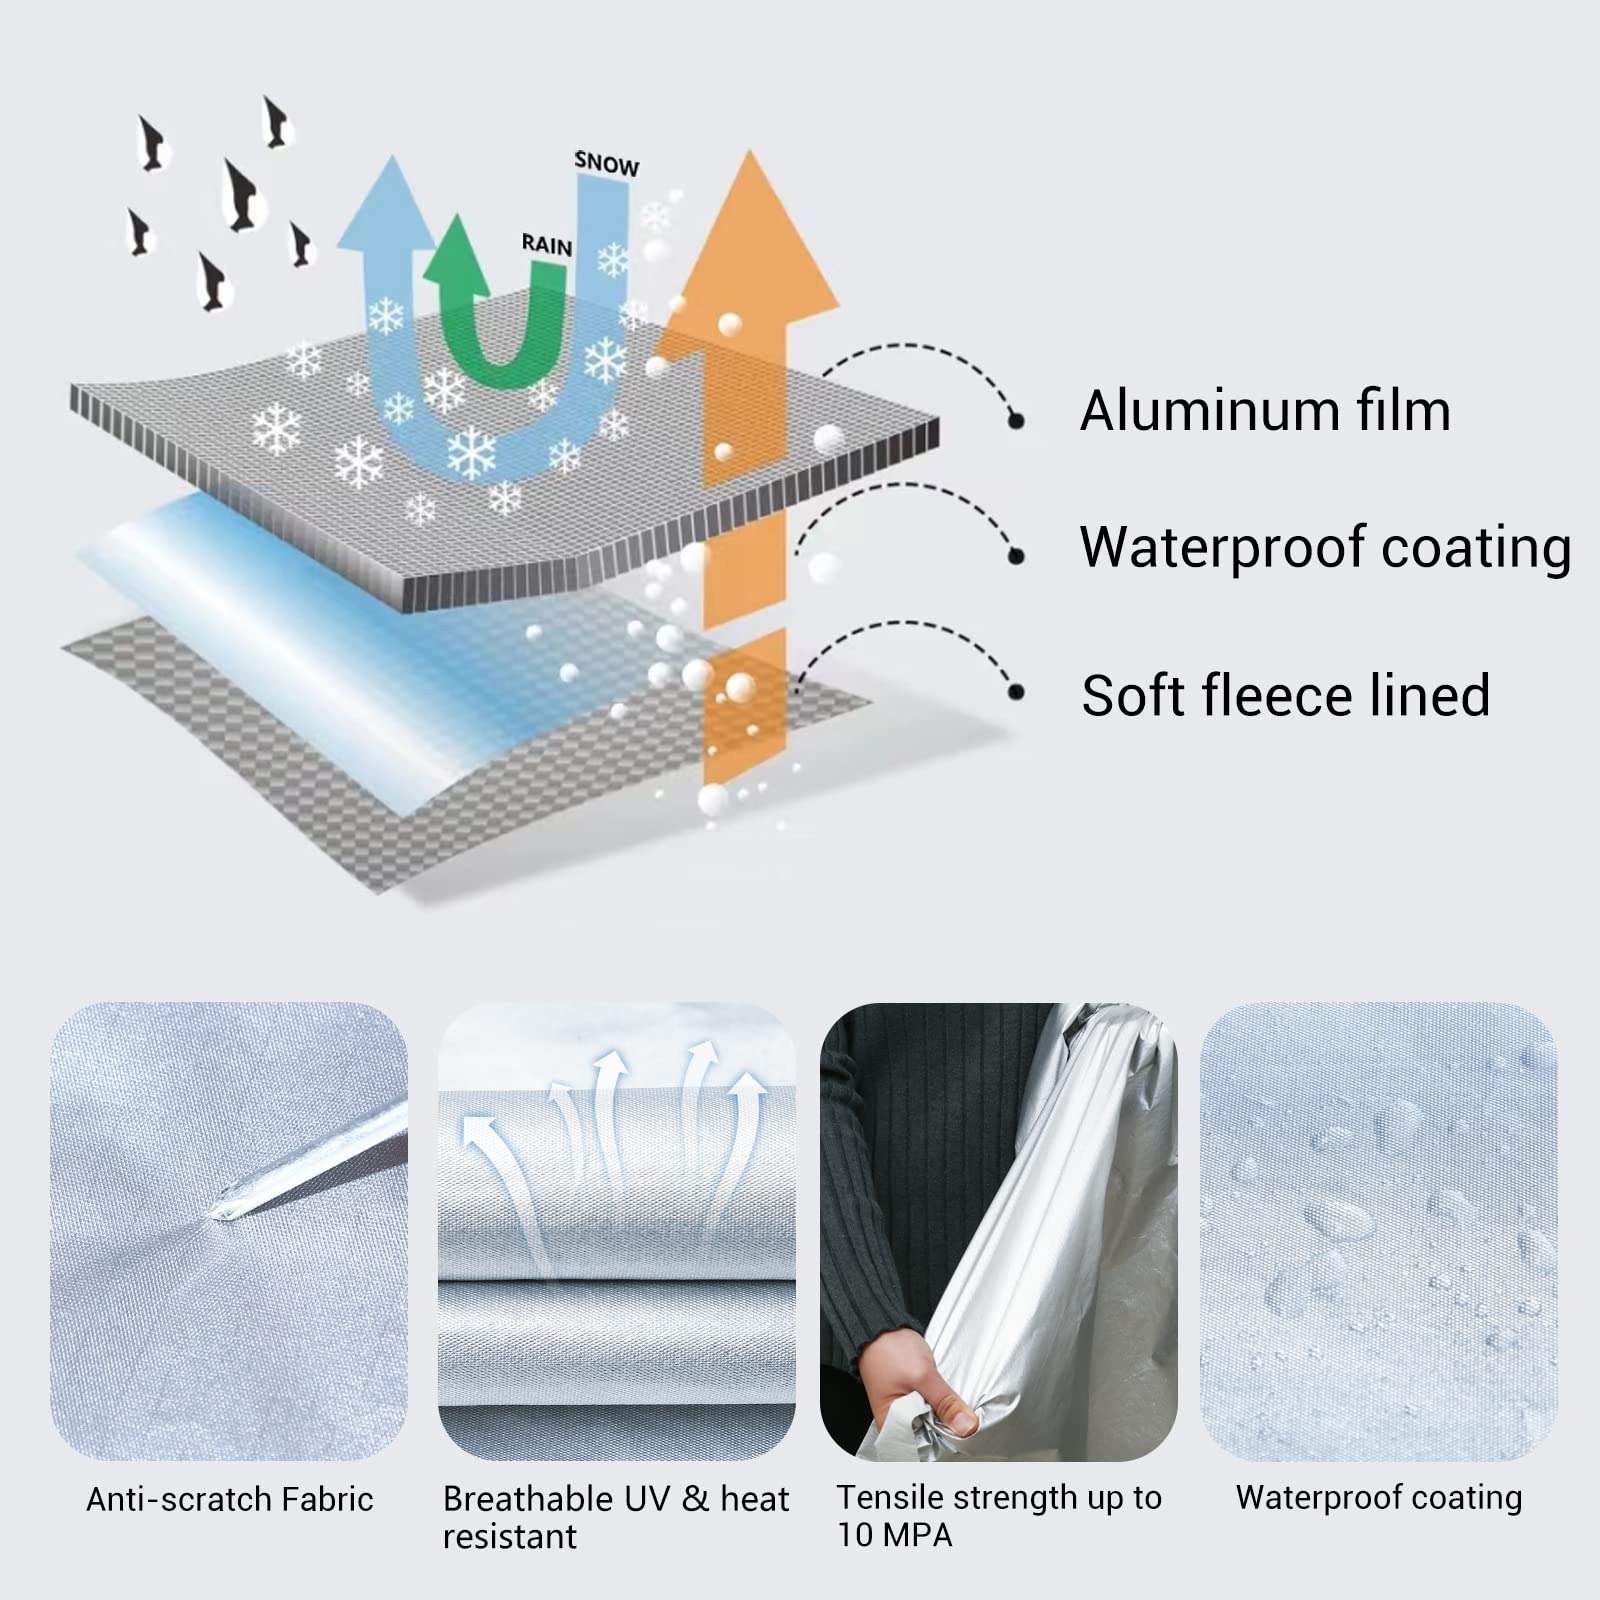 SNOW
RAIN
Aluminum film
Waterproof coating
Soft fleece lined
Anti-scratch Fabric
Breathable UV & heat
resistant
Tensile strength up to
10 MPA
Waterproof coating